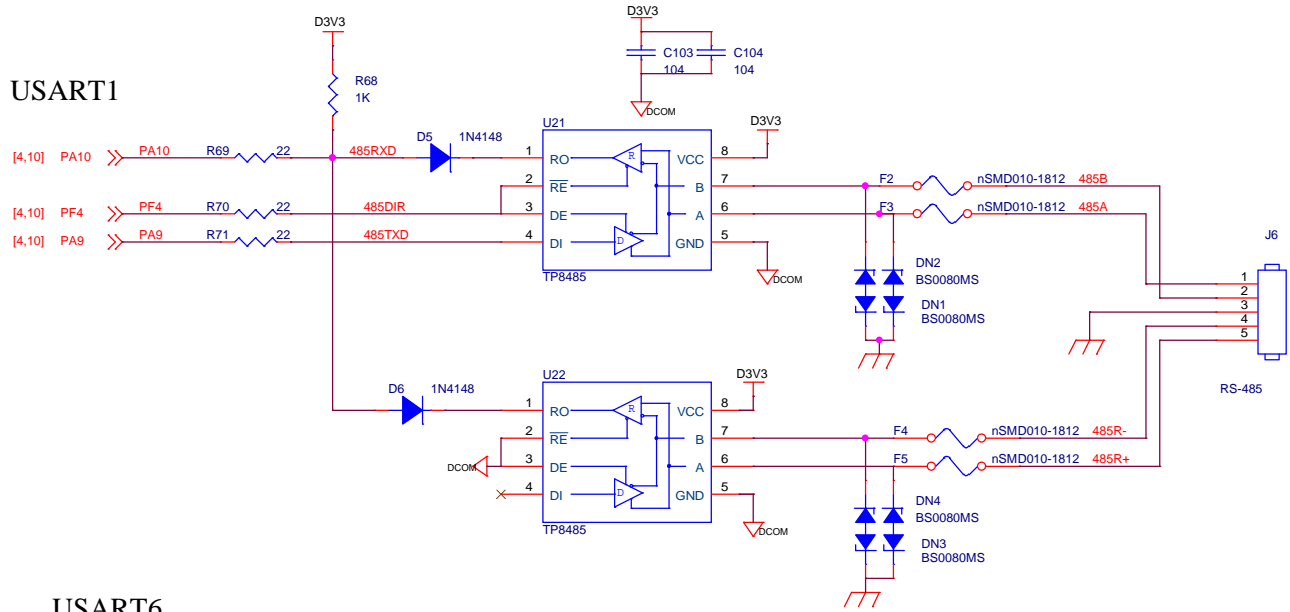 D3V3
D3V3
C103
104
C104
104
R68
1K
USART1
DCOM
D5 1N4148
U21
D3V3
[4,10] PA10 PA10 R69 22 485RXD
1 RO R VCC 8
2 RE B 7
F2 nSMD010-1812 485B
[4,10] PF4 PF4 R70 22 485DIR
3 DE A 6
F3 nSMD010-1812 485A
[4,10] PA9 PA9 R71 22 485TXD
4 DI D GND 5
TP8485
DCOM
J6
DN2
BS0080MS
DN1
BS0080MS
1
2
3
4
5
RS-485
D6 1N4148
U22
D3V3
1 RO R VCC 8
2 RE B 7
F4 nSMD010-1812 485R-
DCOM
3 DE A 6
F5 nSMD010-1812 485R+
4 DI D GND 5
TP8485
DCOM
DN4
BS0080MS
DN3
BS0080MS
USART6